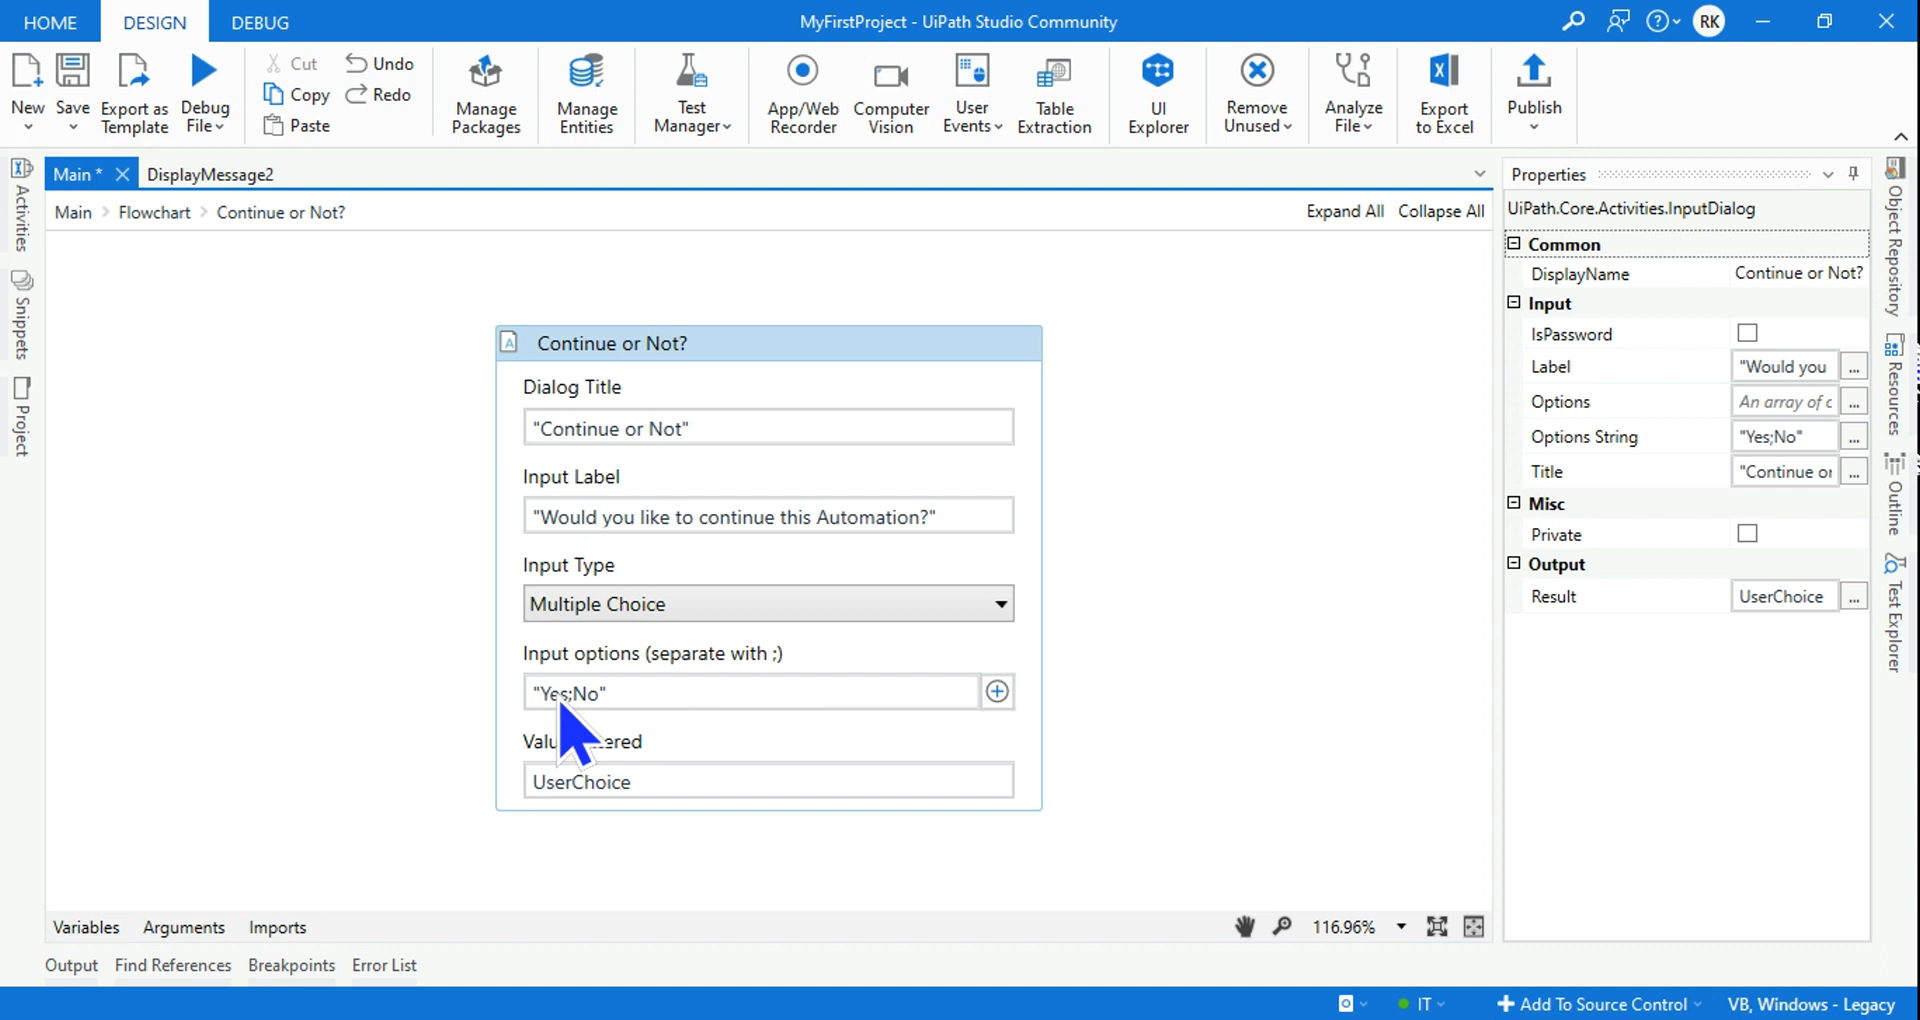 HOME DESIGN DEBUG MyFirstProject - UiPath Studio Community RK
New Save Export as Template Debug File
Cut Copy Paste Undo Redo
Manage Packages Manage Entities Test Manager App/Web Recorder Computer Vision User Events Table Extraction UI Explorer Remove Unused Analyze File Export to Excel Publish
Activities
Snippets
Project
Main * DisplayMessage2
Main Flowchart Continue or Not? Expand All Collapse All
Continue or Not?
Dialog Title
"Continue or Not"
Input Label
"Would you like to continue this Automation?"
Input Type
Multiple Choice
Input options (separate with ;)
"Yes;No"
UserChoice
Variables Arguments Imports 116.96%
Properties
UiPath.Core.Activities.InputDialog
Common
DisplayName Continue or Not?
Input
IsPassword
Label "Would you ...
Options An array of c ...
Options String "Yes;No" ...
Title "Continue or ...
Misc
Private
Output
Result UserChoice ...
Object Repository
Resources
Outline
Test Explorer
Output Find References Breakpoints Error List
IT Add To Source Control VB, Windows - Legacy